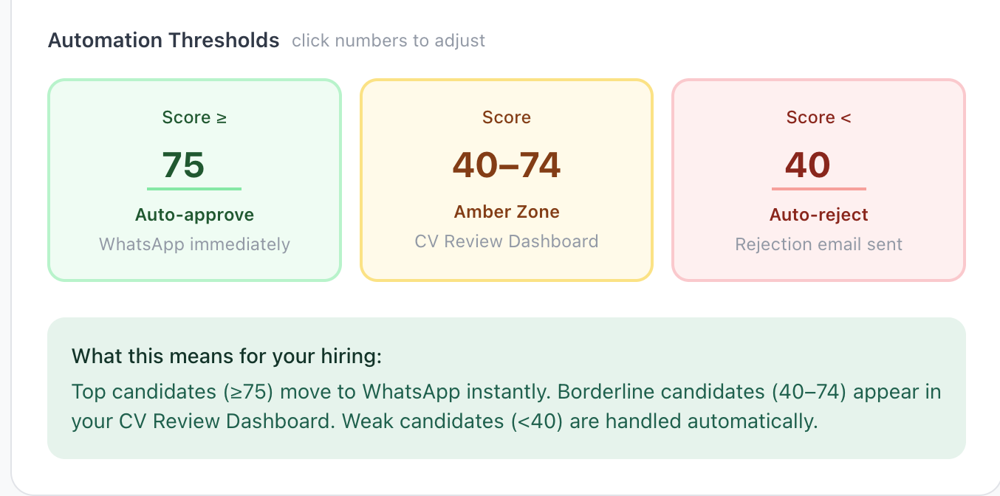 Automation Thresholds click numbers to adjust
Score ≥
75
Auto-approve
WhatsApp immediately
Score
40–74
Amber Zone
CV Review Dashboard
Score <
40
Auto-reject
Rejection email sent
What this means for your hiring:
Top candidates (≥75) move to WhatsApp instantly. Borderline candidates (40–74) appear in
your CV Review Dashboard. Weak candidates (<40) are handled automatically.